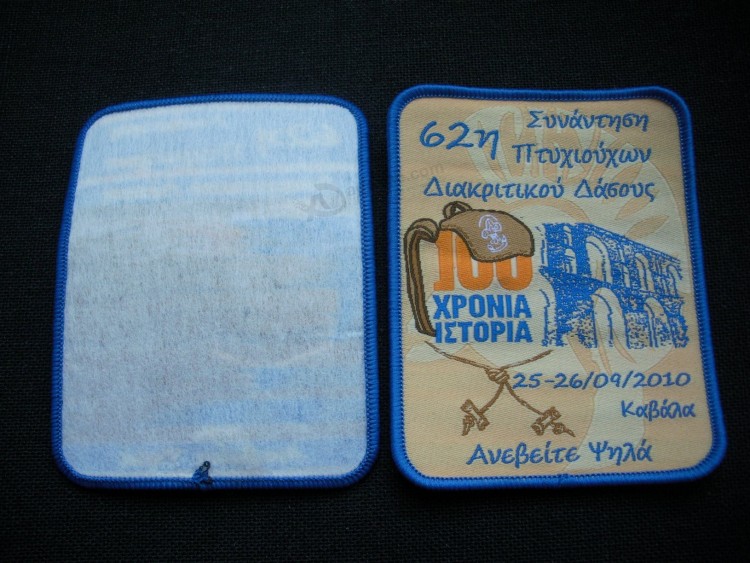 62η Συνάντηση
Πτυχιούχων
Διακριτικού Δάσους
100
ΧΡΟΝΙΑ
ΙΣΤΟΡΙΑ
25-26/09/2010
Καβάλα
Ανεβείτε Ψηλά